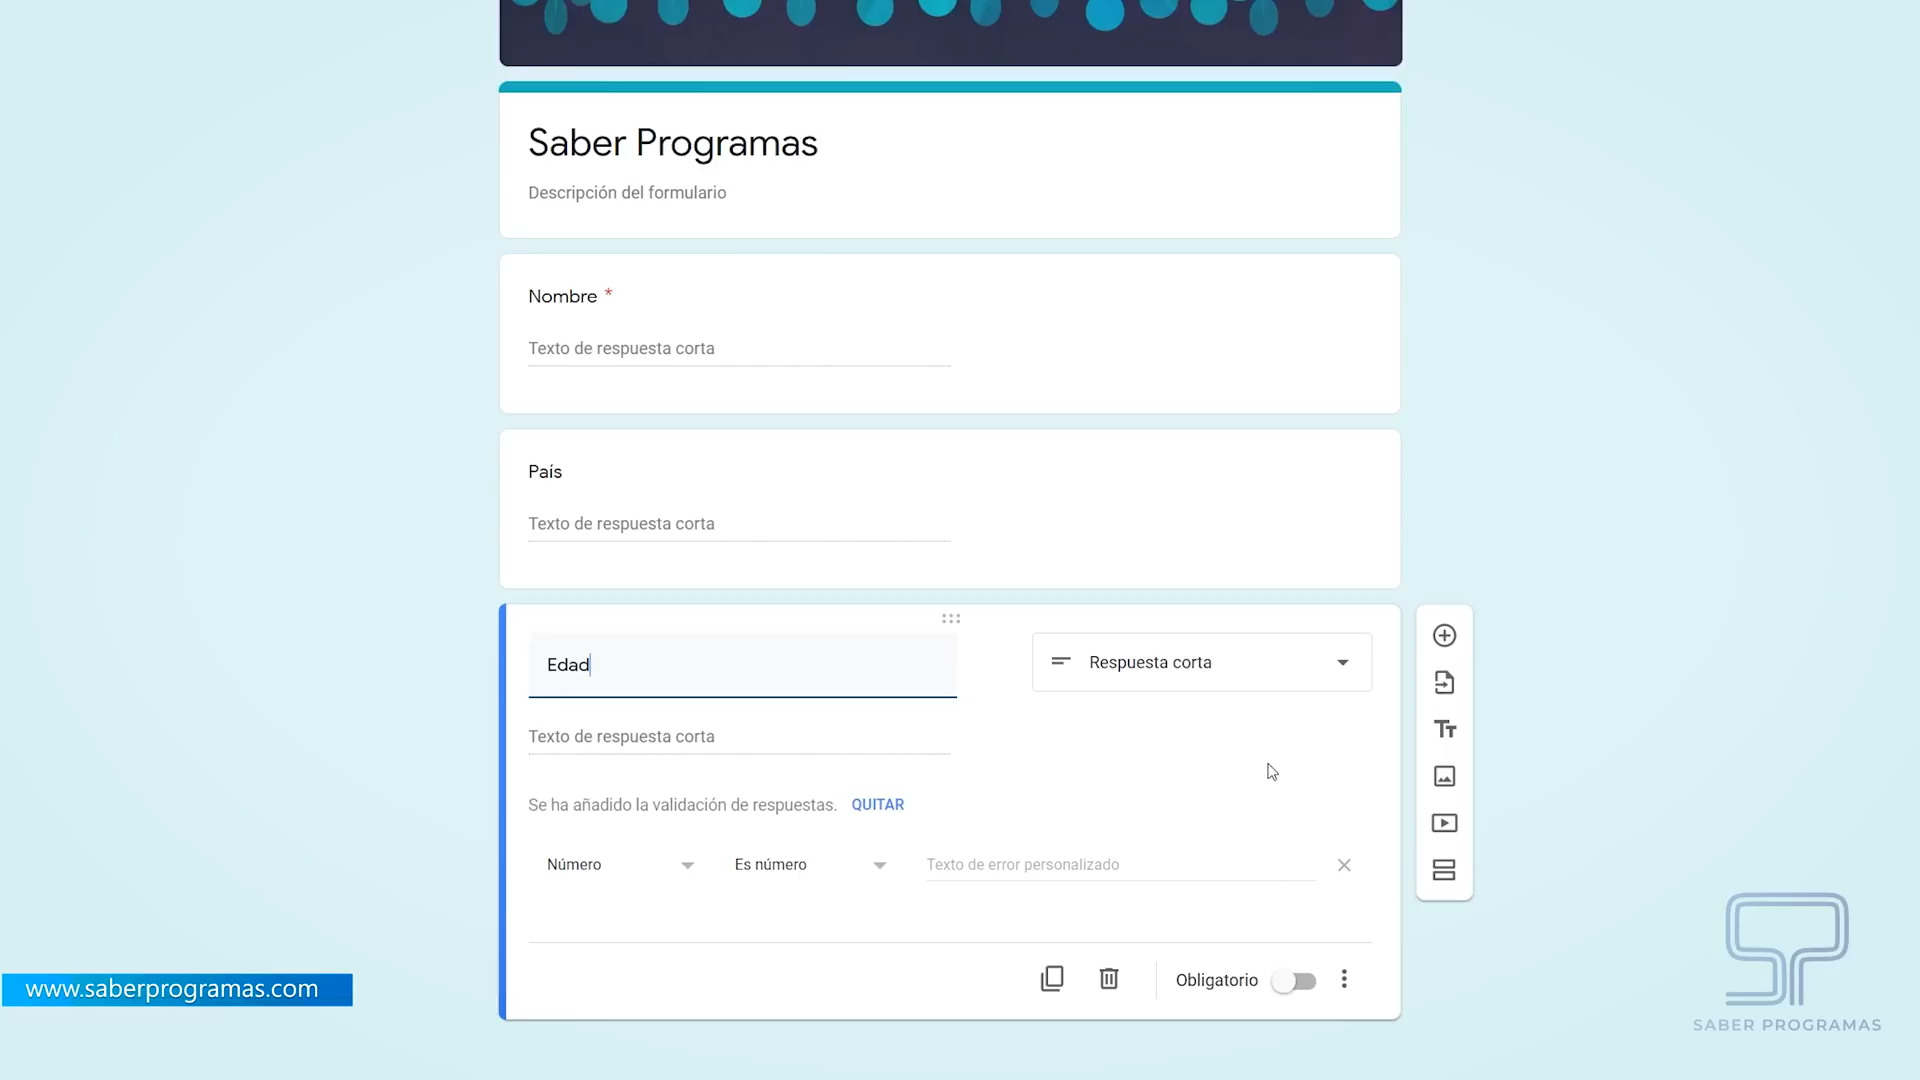 Saber Programas
Descripción del formulario
Nombre *
Texto de respuesta corta
País
Texto de respuesta corta
Edad
Respuesta corta
Texto de respuesta corta
Se ha añadido la validación de respuestas. QUITAR
Número Es número Texto de error personalizado
Obligatorio
www.saberprogramas.com
SABER PROGRAMAS